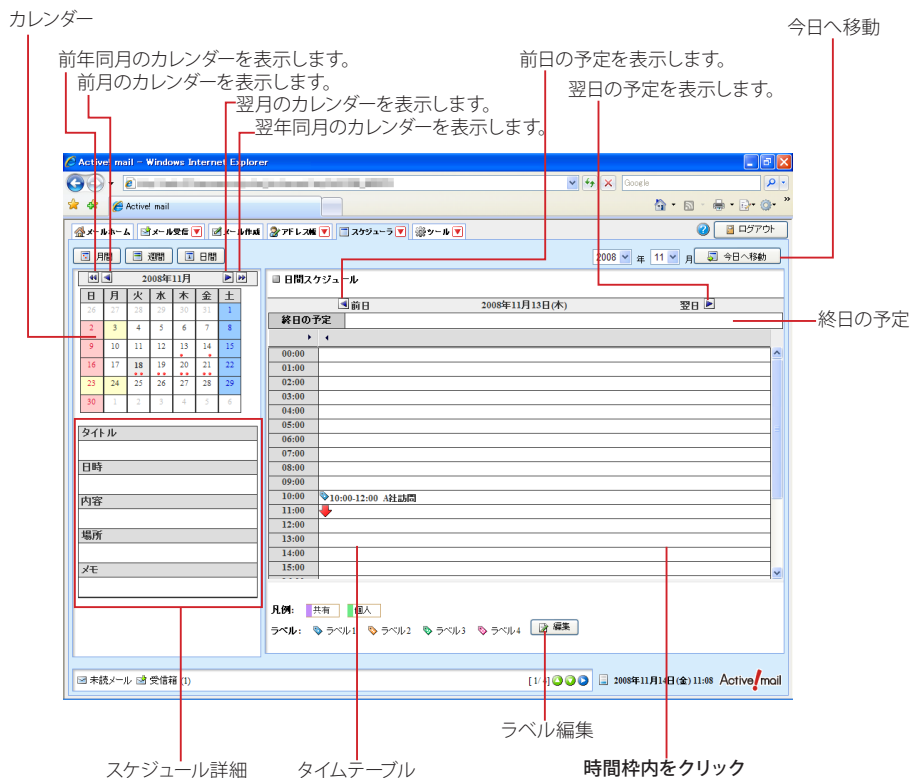 カレンダー
今日へ移動
前年同月のカレンダーを表示します。
前日の予定を表示します。
前月のカレンダーを表示します。
翌日の予定を表示します。
翌月のカレンダーを表示します。
翌年同月のカレンダーを表示します。
Active! mail - Windows Internet Explorer
Google
Active! mail
メールホーム メール受信 メール作成 アドレス帳 スケジューラ ツール ログアウト
月間 週間 日間 2008 年 11 月 今日へ移動
2008年11月
日 月 火 水 木 金 土
26 27 28 29 30 31 1
2 3 4 5 6 7 8
9 10 11 12 13 14 15
16 17 18 19 20 21 22
23 24 25 26 27 28 29
30 1 2 3 4 5 6
タイトル
日時
内容
場所
メモ
日間スケジュール
前日 2008年11月13日(木) 翌日
終日の予定
終日の予定
00:00
01:00
02:00
03:00
04:00
05:00
06:00
07:00
08:00
09:00
10:00 10:00-12:00 A社訪問
11:00
12:00
13:00
14:00
15:00
凡例: 共有 個人
ラベル: ラベル1 ラベル2 ラベル3 ラベル4 編集
未読メール 受信箱 (1)
2008年11月14日(金) 11:08 Active! mail
ラベル編集
スケジュール詳細
タイムテーブル
時間枠内をクリック